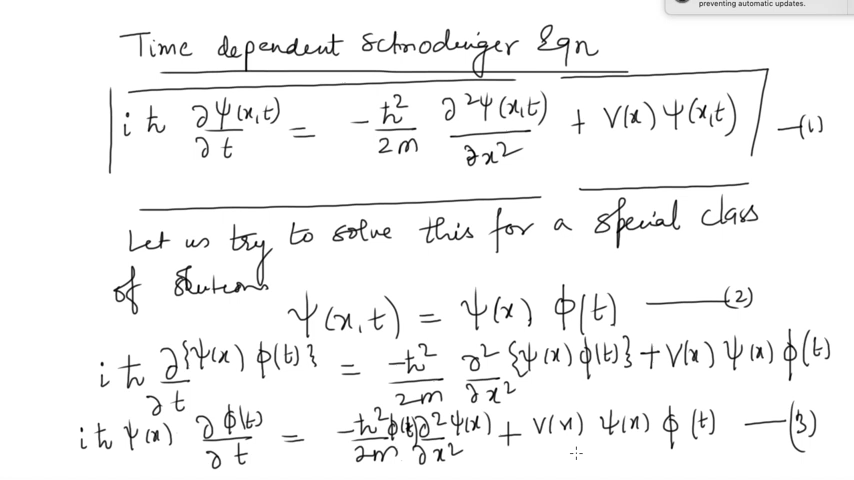 preventing automatic updates.
Time dependent Schrodinger Eqn
iħ ∂Ψ(x,t)/∂t = -ħ²/2m ∂²Ψ(x,t)/∂x² + V(x) Ψ(x,t) —(1)
Let us try to solve this for a special class
of solutions
Ψ(x,t) = Ψ(x) ϕ(t) —(2)
iħ ∂/∂t {Ψ(x) ϕ(t)} = -ħ²/2m ∂²/∂x² {Ψ(x) ϕ(t)} + V(x) Ψ(x) ϕ(t)
iħ Ψ(x) ∂ϕ(t)/∂t = -ħ²/2m ϕ(t) ∂²Ψ(x)/∂x² + V(x) Ψ(x) ϕ(t) —(3)